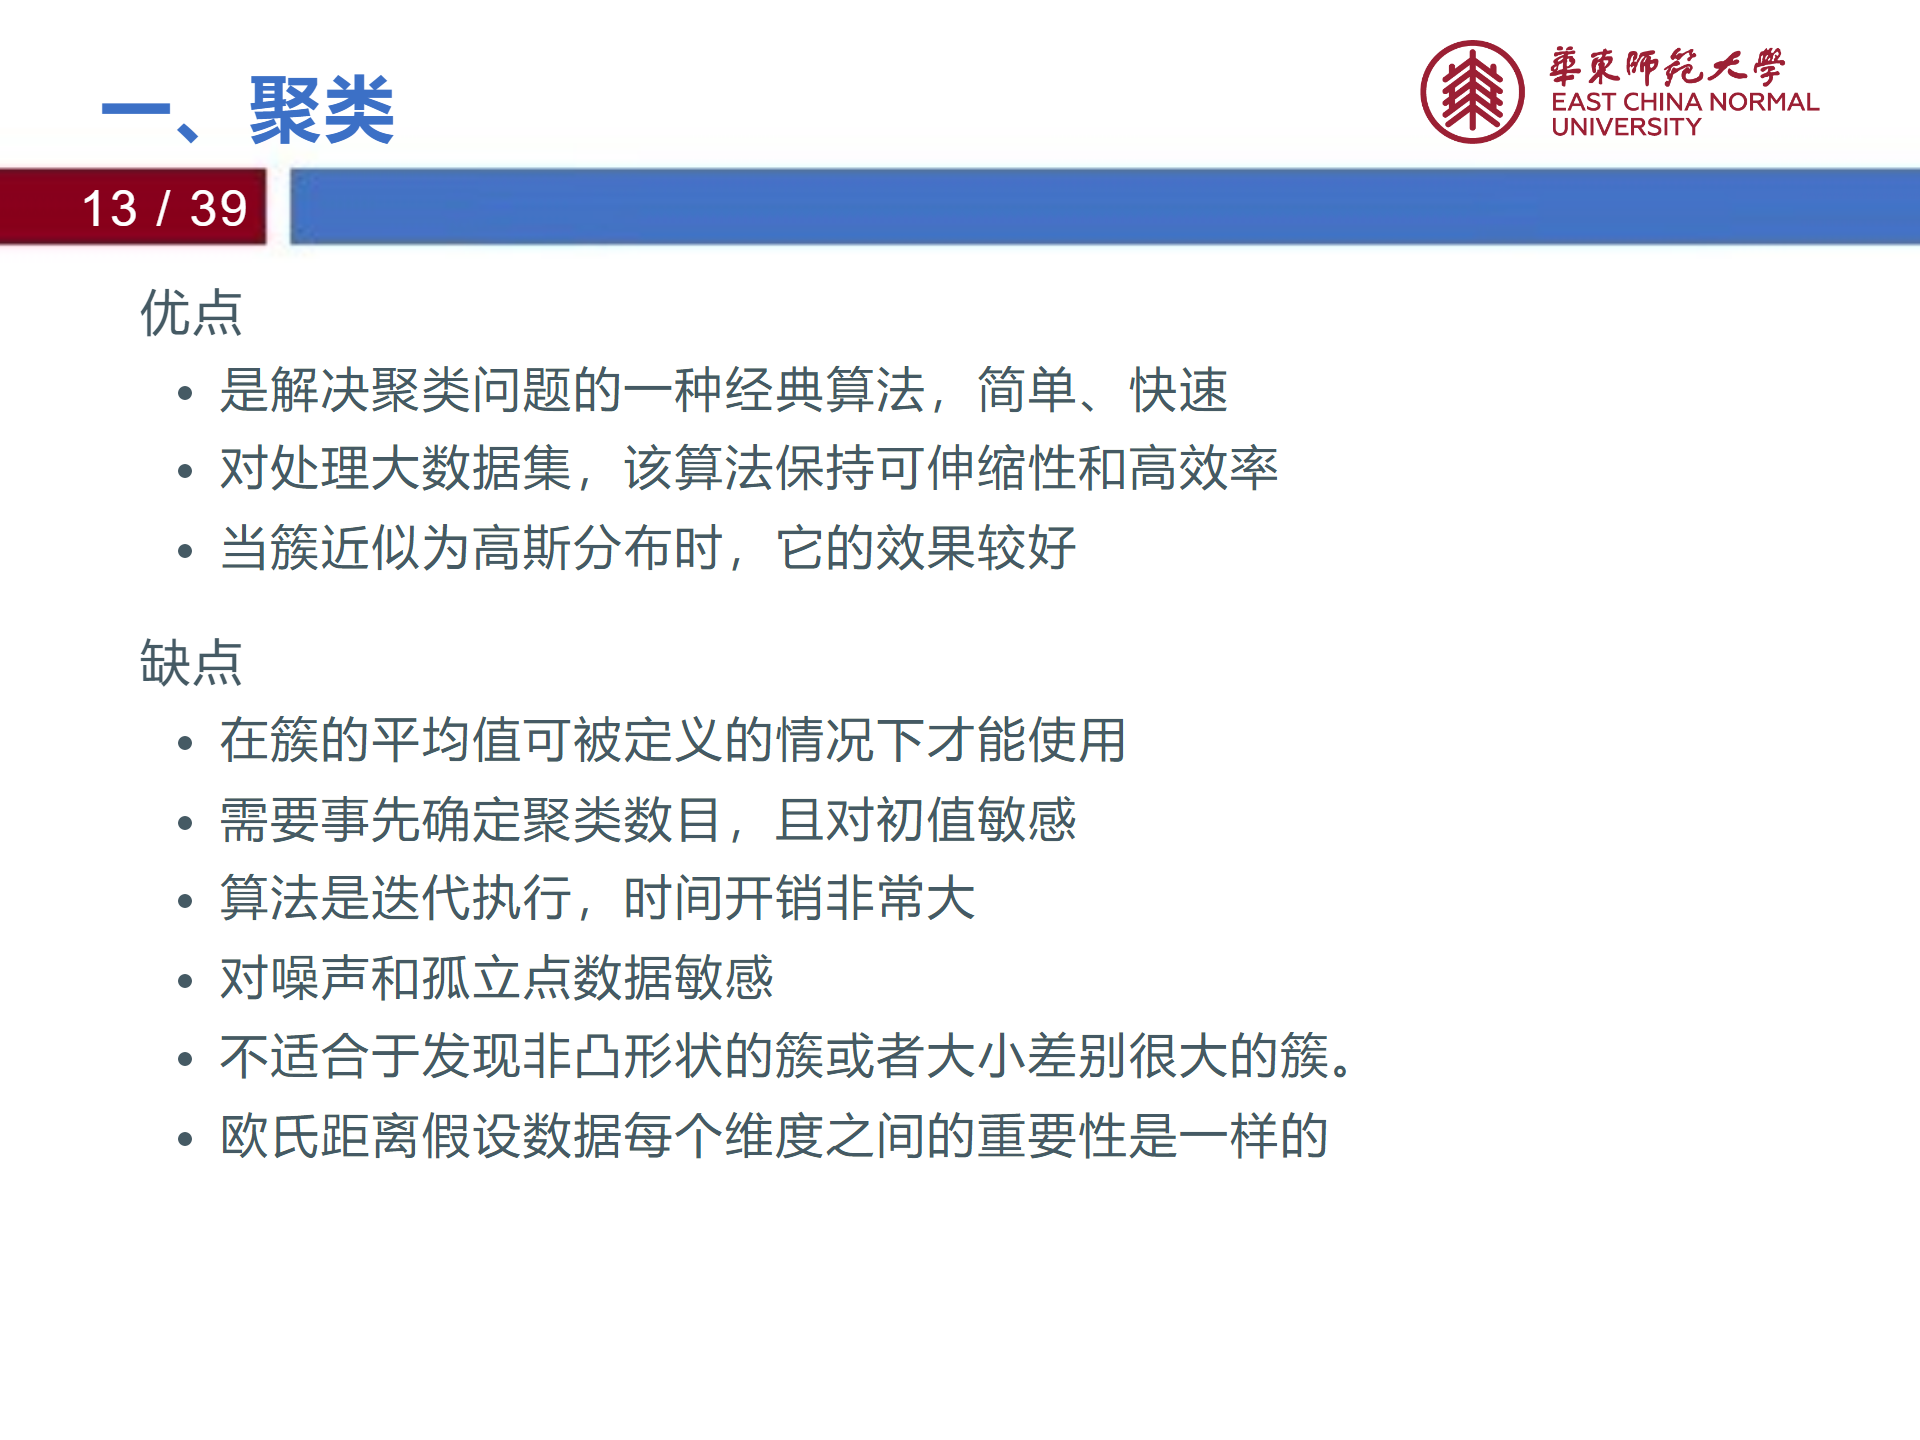 一、聚类
華東師範大學
EAST CHINA NORMAL
UNIVERSITY
13 / 39
优点
• 是解决聚类问题的一种经典算法，简单、快速
• 对处理大数据集，该算法保持可伸缩性和高效率
• 当簇近似为高斯分布时，它的效果较好
缺点
• 在簇的平均值可被定义的情况下才能使用
• 需要事先确定聚类数目，且对初值敏感
• 算法是迭代执行，时间开销非常大
• 对噪声和孤立点数据敏感
• 不适合于发现非凸形状的簇或者大小差别很大的簇。
• 欧氏距离假设数据每个维度之间的重要性是一样的